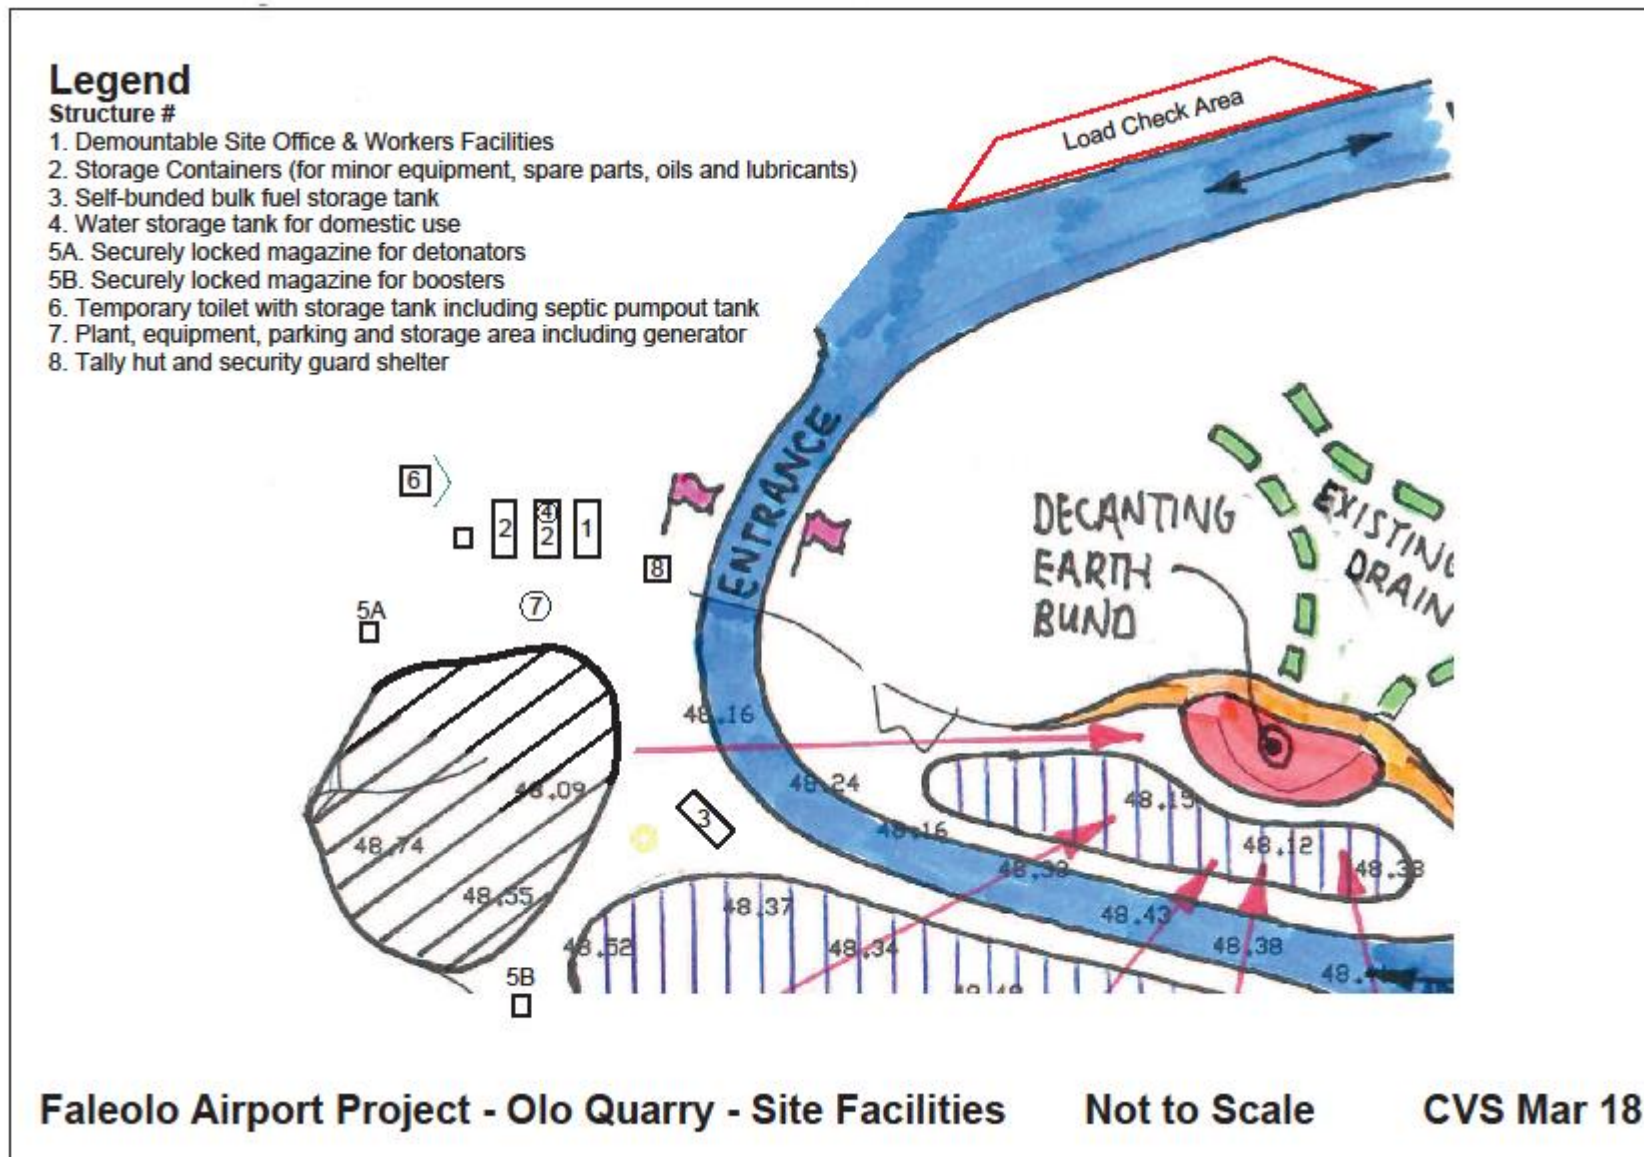 Legend
Structure #
1. Demountable Site Office & Workers Facilities
2. Storage Containers (for minor equipment, spare parts, oils and lubricants)
3. Self-bunded bulk fuel storage tank
4. Water storage tank for domestic use
5A. Securely locked magazine for detonators
5B. Securely locked magazine for boosters
6. Temporary toilet with storage tank including septic pumpout tank
7. Plant, equipment, parking and storage area including generator
8. Tally hut and security guard shelter
Load Check Area
ENTRANCE
6
2
4
2
1
8
7
5A
DECANTING
EARTH
BUND
EXISTING
DRAIN
48.16
48.24
48.09
3
48.16
48.15
48.12
48.33
48.74
48.55
48.37
48.43
48.52
48.34
48.38
5B
Faleolo Airport Project - Olo Quarry - Site Facilities
Not to Scale
CVS Mar 18